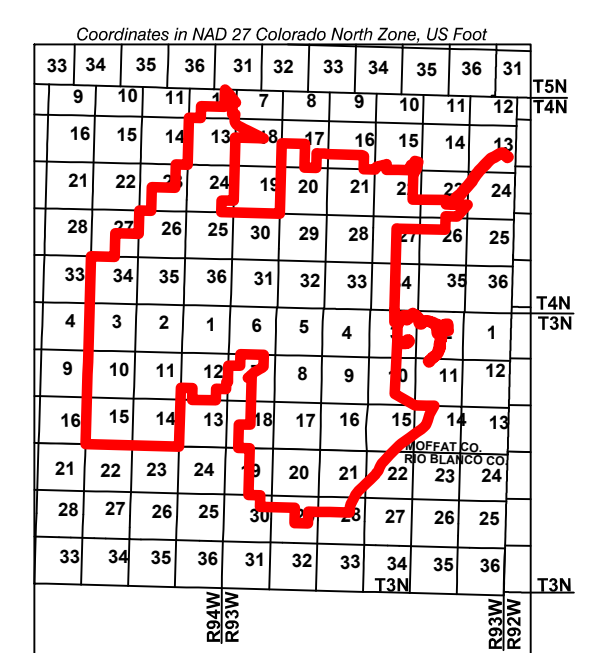 Coordinates in NAD 27 Colorado North Zone, US Foot
33 34 35 36 31 32 33 34 35 36 31
T5N
9 10 11 7 8 9 10 11 12
T4N
16 15 14 13 18 17 16 15 14 13
21 22 23 24 19 20 21 23 24
28 27 26 25 30 29 28 27 26 25
33 34 35 36 31 32 33 35 36
T4N
4 3 2 1 6 5 4 1
T3N
9 10 11 12 8 9 10 11 12
16 15 14 13 18 17 16 15 14 13
MOFFAT CO.
RIO BLANCO CO.
21 22 23 24 19 20 21 22 23 24
28 27 26 25 30 28 27 26 25
33 34 35 36 31 32 33 34 35 36
T3N T3N
R94W
R93W
R93W
R92W